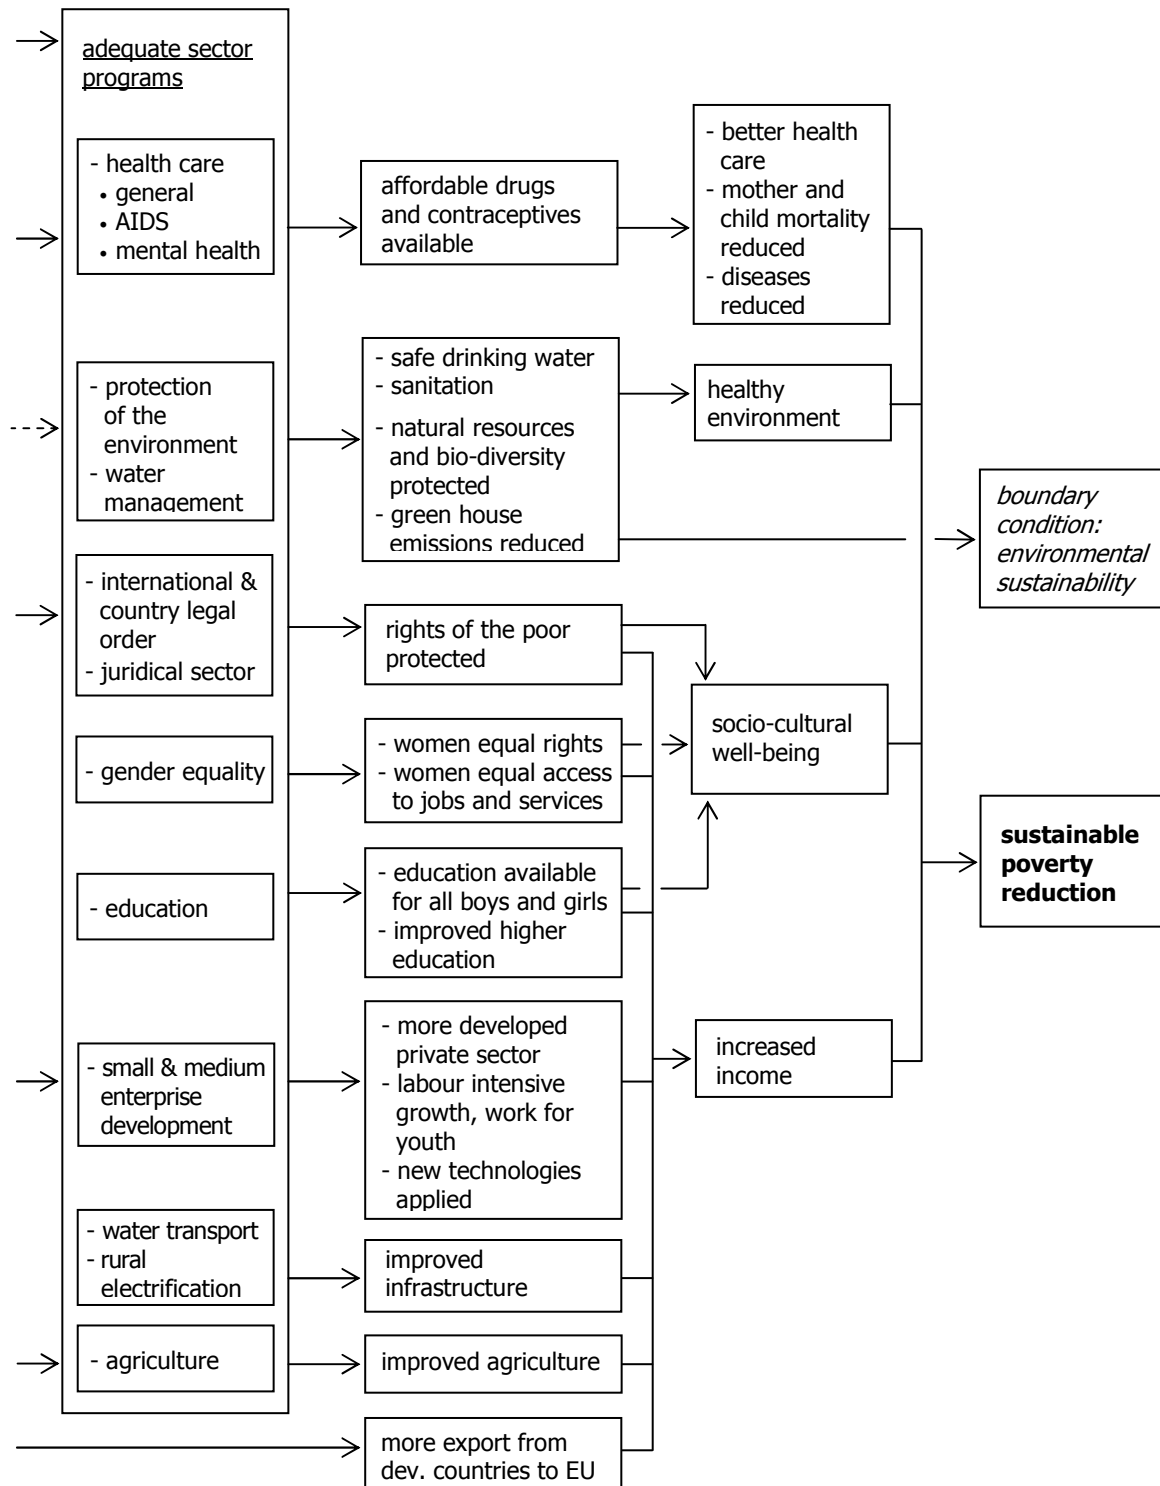 adequate sector
programs
- health care
• general
• AIDS
• mental health
affordable drugs
and contraceptives
available
- better health
care
- mother and
child mortality
reduced
- diseases
reduced
- protection
of the
environment
- water
management
- safe drinking water
- sanitation
- natural resources
and bio-diversity
protected
- green house
emissions reduced
healthy
environment
boundary
condition:
environmental
sustainability
- international &
country legal
order
- juridical sector
rights of the poor
protected
socio-cultural
well-being
- gender equality
- women equal rights
- women equal access
to jobs and services
sustainable
poverty
reduction
- education
- education available
for all boys and girls
- improved higher
education
- small & medium
enterprise
development
- more developed
private sector
- labour intensive
growth, work for
youth
- new technologies
applied
increased
income
- water transport
- rural
electrification
improved
infrastructure
- agriculture
improved agriculture
more export from
dev. countries to EU